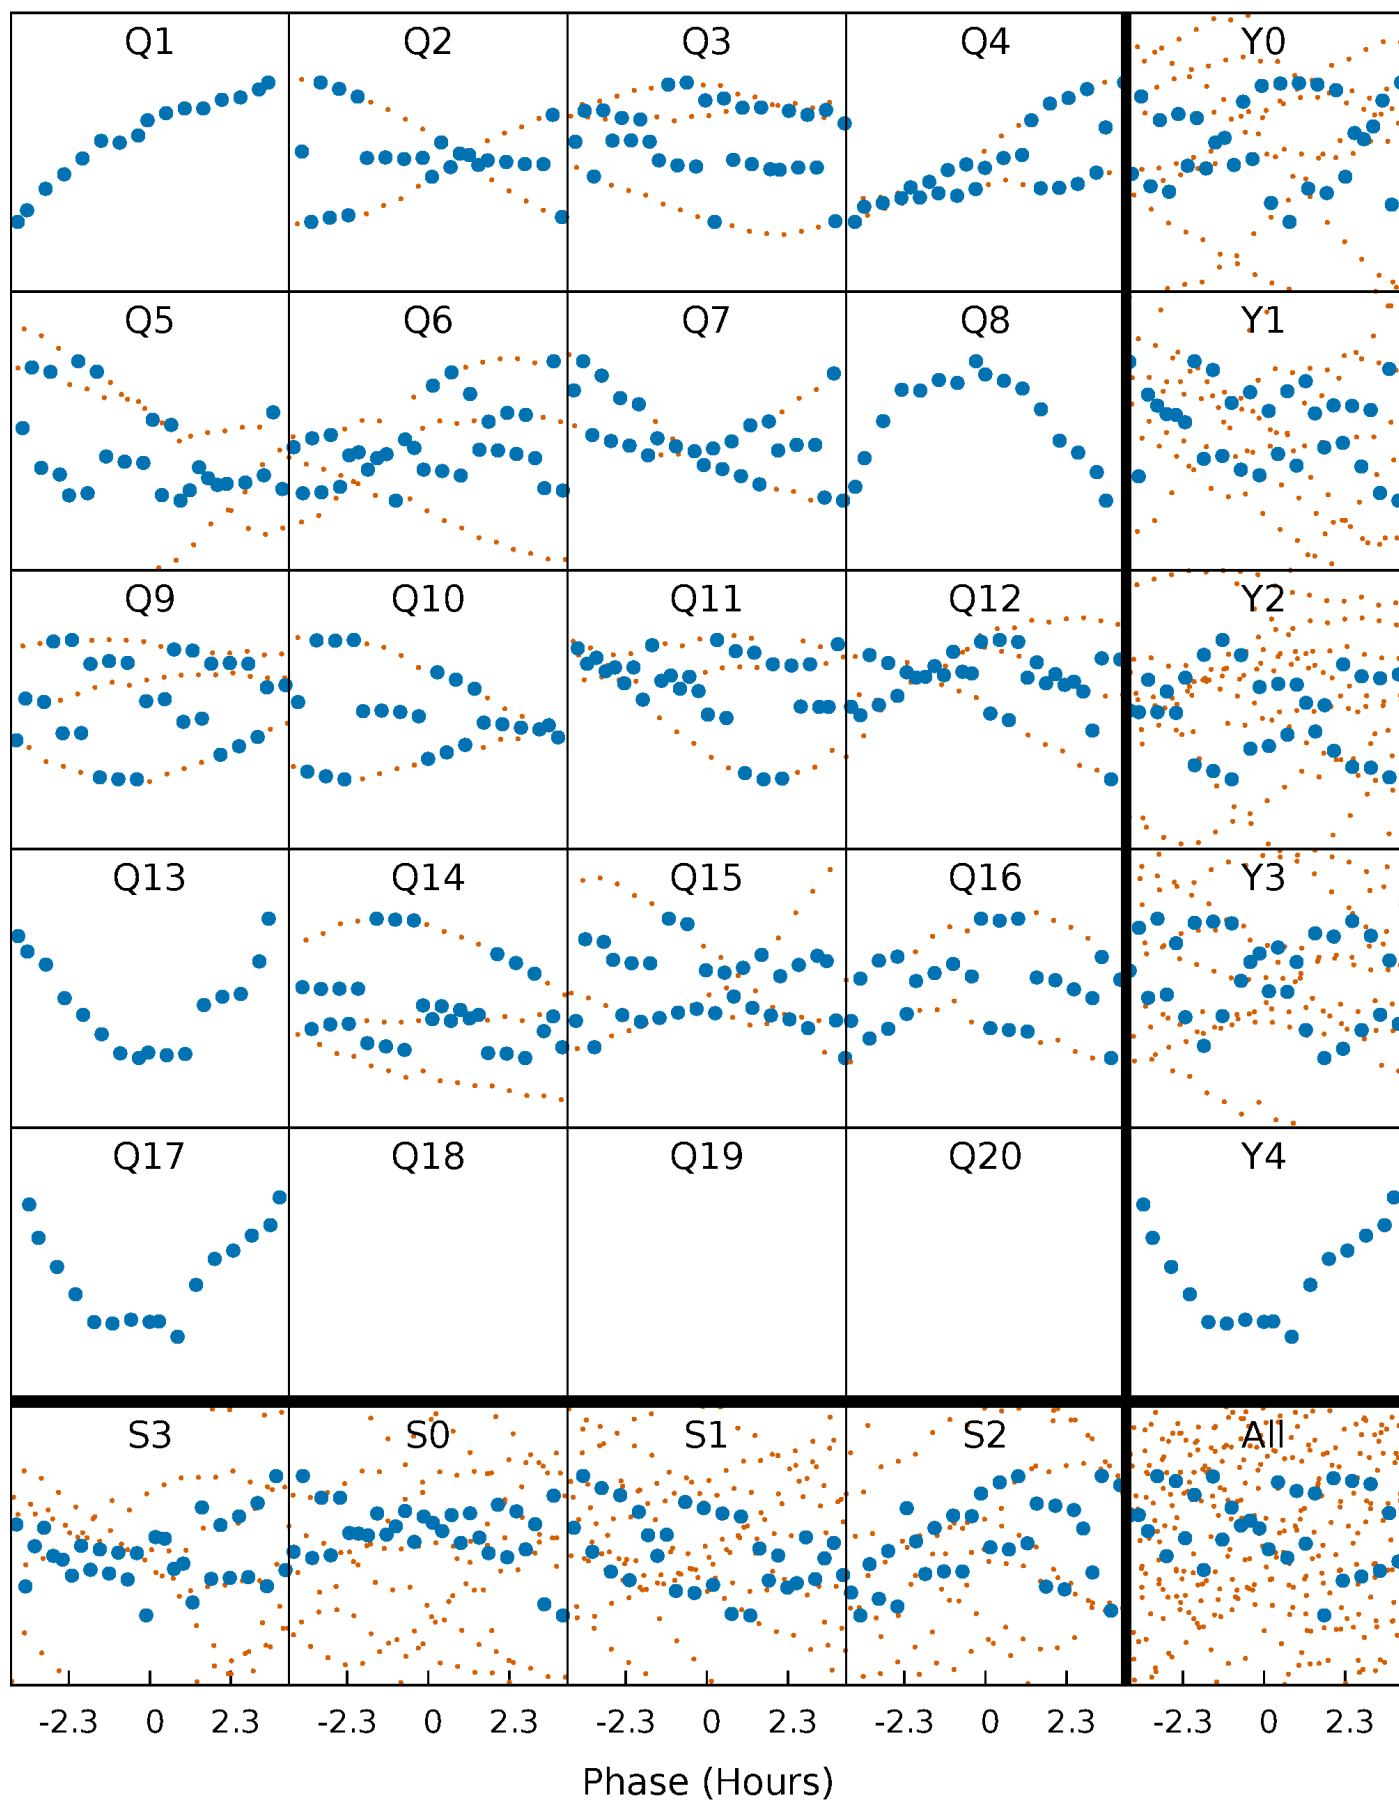 Q1 Q2 Q3 Q4 Y0
Q5 Q6 Q7 Q8 Y1
Q9 Q10 Q11 Q12 Y2
Q13 Q14 Q15 Q16 Y3
Q17 Q18 Q19 Q20 Y4
S3 S0 S1 S2 All
-2.3 0 2.3 -2.3 0 2.3 -2.3 0 2.3 -2.3 0 2.3 -2.3 0 2.3
Phase (Hours)